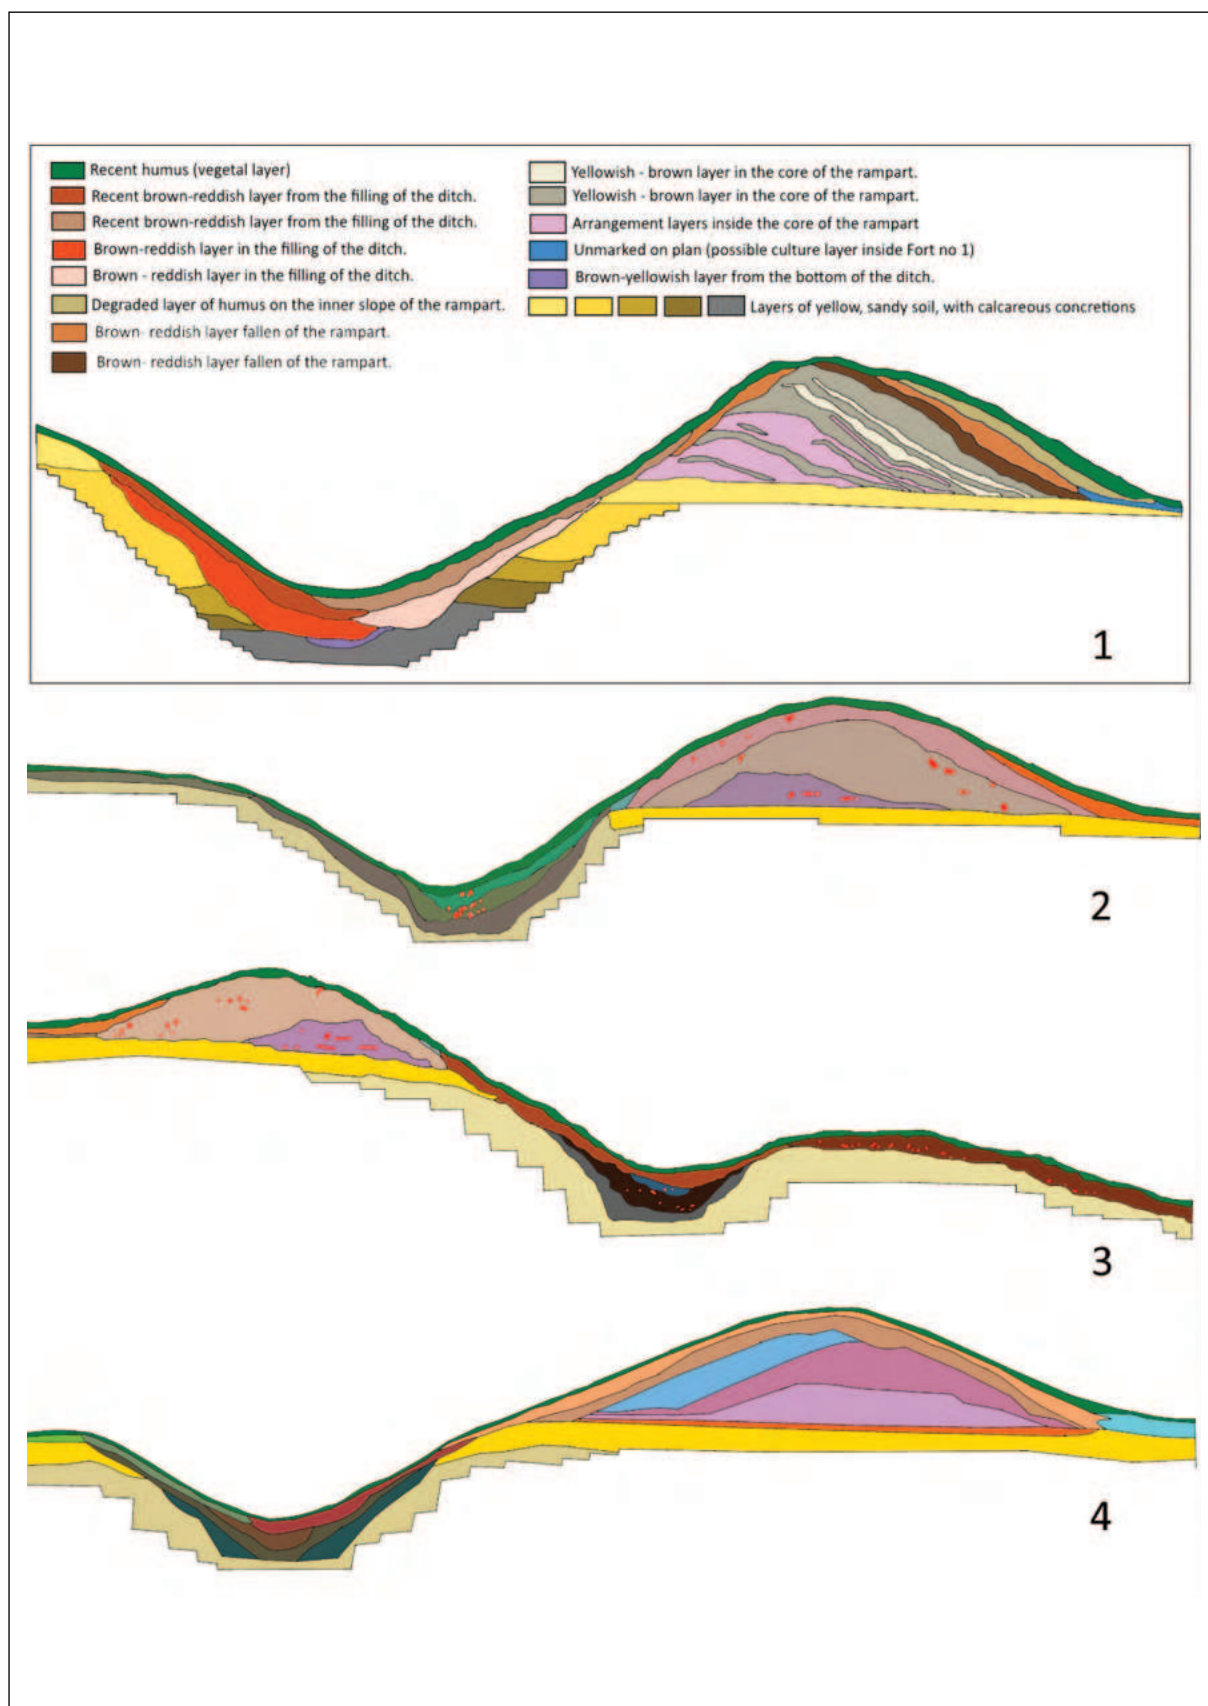 Recent humus (vegetal layer)
Recent brown-reddish layer from the filling of the ditch.
Recent brown-reddish layer from the filling of the ditch.
Brown-reddish layer in the filling of the ditch.
Brown - reddish layer in the filling of the ditch.
Degraded layer of humus on the inner slope of the rampart.
Brown- reddish layer fallen of the rampart.
Brown- reddish layer fallen of the rampart.
Yellowish - brown layer in the core of the rampart.
Yellowish - brown layer in the core of the rampart.
Arrangement layers inside the core of the rampart
Unmarked on plan (possible culture layer inside Fort no 1)
Brown-yellowish layer from the bottom of the ditch.
Layers of yellow, sandy soil, with calcareous concretions
1
2
3
4